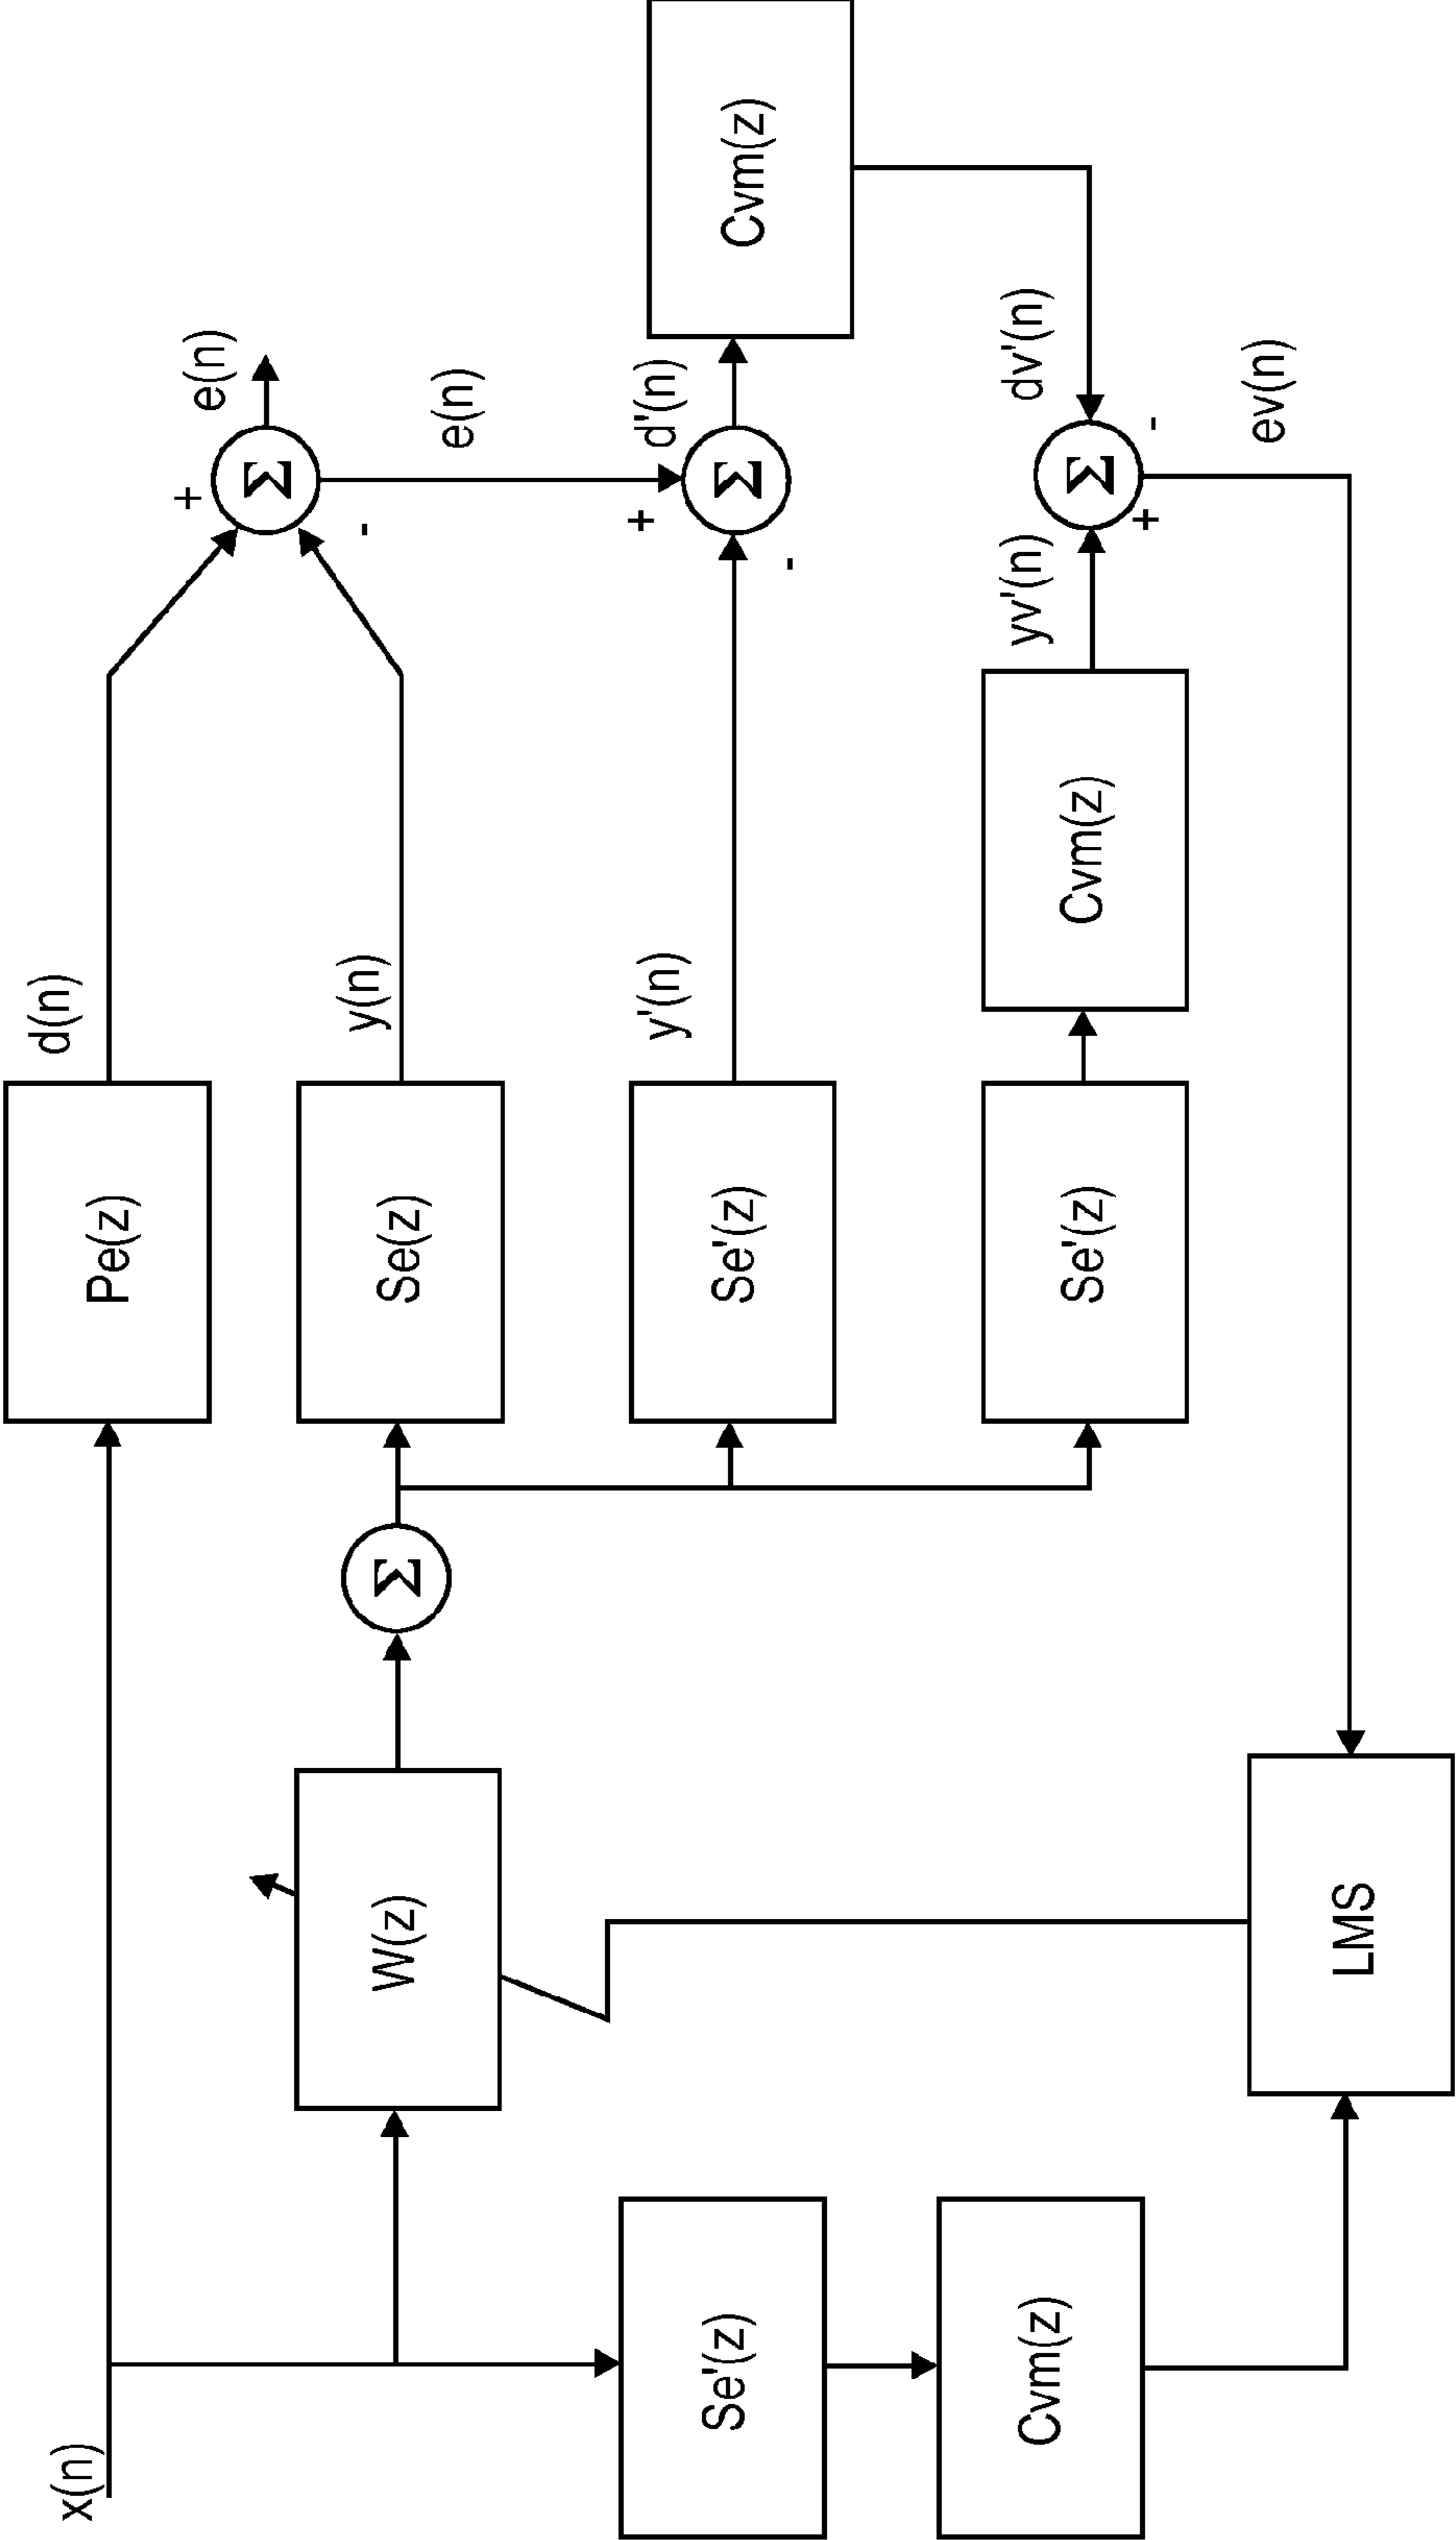 x(n)
Pe(z)
d(n)
+
Σ
e(n)
W(z)
Σ
Se(z)
y(n)
-
e(n)
Se'(z)
Se'(z)
y'(n)
+
-
Σ
d'(n)
Cvm(z)
Cvm(z)
Se'(z)
Cvm(z)
yv'(n)
+
Σ
-
dv'(n)
LMS
ev(n)